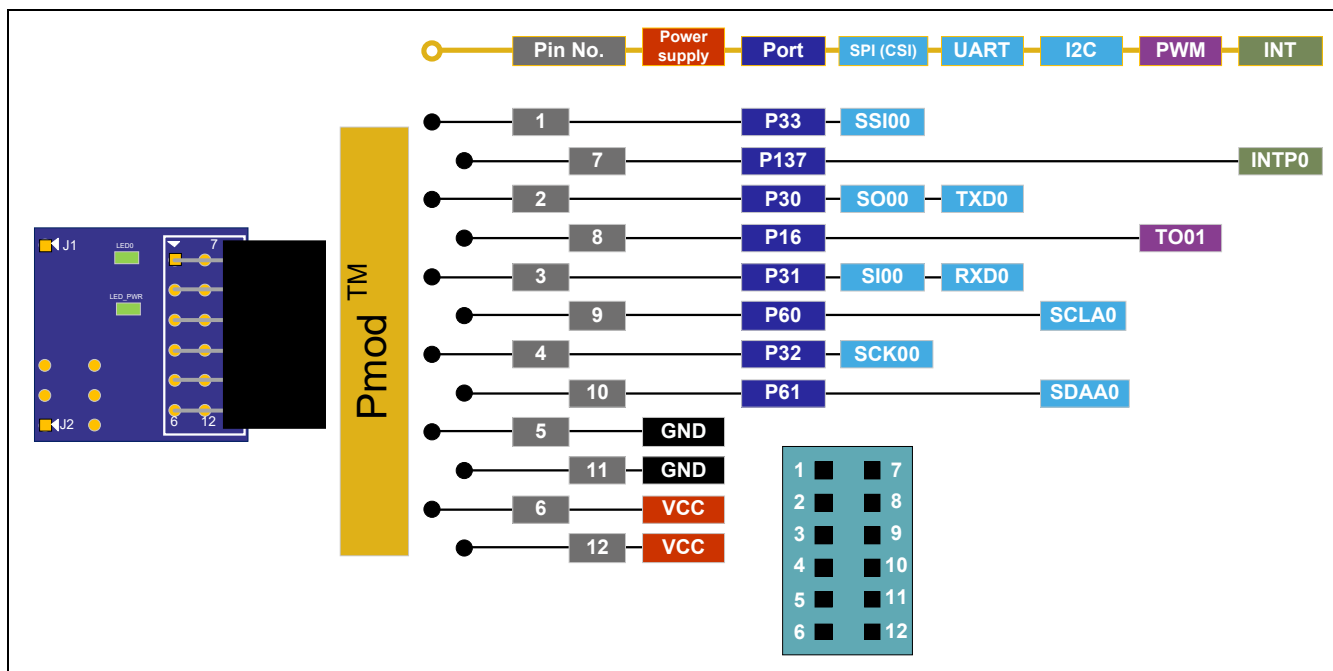 Pin No. Power supply Port SPI (CSI) UART I2C PWM INT
1 P33 SSI00
7 P137 INTP0
2 P30 SO00 TXD0
8 P16 TO01
3 P31 SI00 RXD0
9 P60 SCLA0
4 P32 SCK00
10 P61 SDAA0
5 GND
11 GND
6 VCC
12 VCC
Pmod TM
J1
LED0
7
LED_PWR
J2
6 12
1 7
2 8
3 9
4 10
5 11
6 12